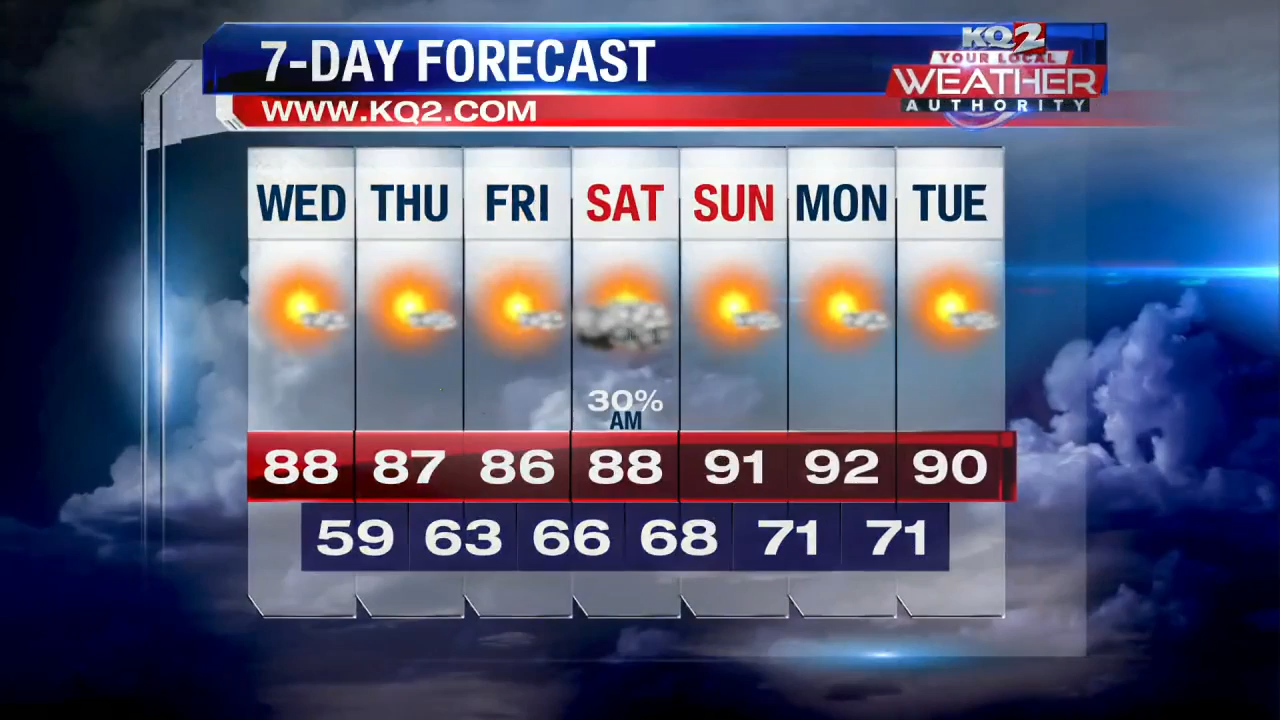 7-DAY FORECAST
WWW.KQ2.COM
KQ2
YOUR LOCAL
WEATHER
AUTHORITY
WED THU FRI SAT SUN MON TUE
30%
AM
88 87 86 88 91 92 90
59 63 66 68 71 71